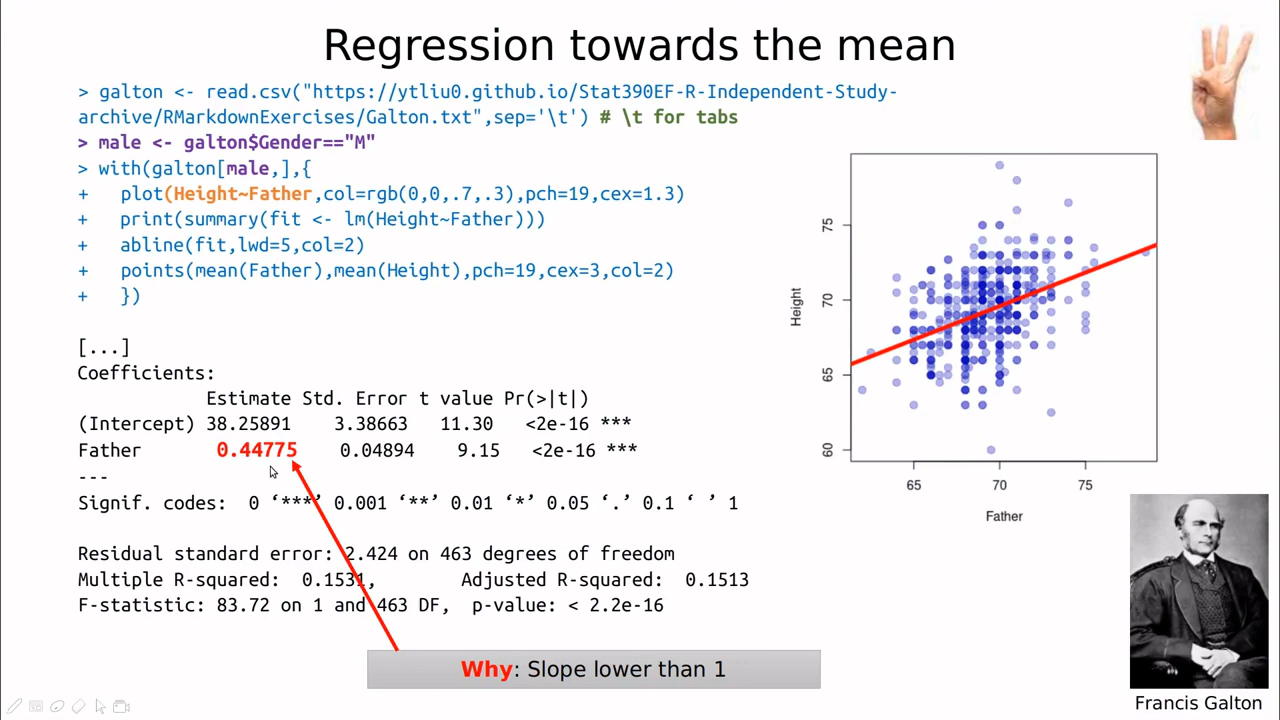 Regression towards the mean
> galton <- read.csv("https://ytliu0.github.io/Stat390EF-R-Independent-Study-
archive/RMarkdownExercises/Galton.txt",sep='\t') # \t for tabs
> male <- galton$Gender=="M"
> with(galton[male,],{
+   plot(Height~Father,col=rgb(0,0,.7,.3),pch=19,cex=1.3)
+   print(summary(fit <- lm(Height~Father)))
+   abline(fit,lwd=5,col=2)
+   points(mean(Father),mean(Height),pch=19,cex=3,col=2)
+   })
[...]
Coefficients:
            Estimate Std. Error t value Pr(>|t|)
(Intercept) 38.25891    3.38663   11.30   <2e-16 ***
Father       0.44775    0.04894    9.15   <2e-16 ***
---
Signif. codes:  0 ‘***’ 0.001 ‘**’ 0.01 ‘*’ 0.05 ‘.’ 0.1 ‘ ’ 1
Residual standard error: 2.424 on 463 degrees of freedom
Multiple R-squared:  0.1531,        Adjusted R-squared:  0.1513
F-statistic: 83.72 on 1 and 463 DF,  p-value: < 2.2e-16
Why: Slope lower than 1
Height
75
70
65
60
65 70 75
Father
Francis Galton